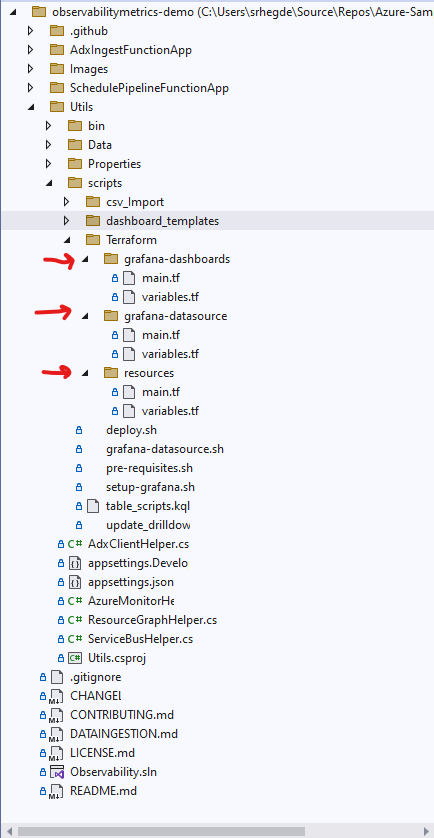 observabilitymetrics-demo (C:\Users\srhegde\Source\Repos\Azure-Sam
.github
AdxIngestFunctionApp
Images
SchedulePipelineFunctionApp
Utils
bin
Data
Properties
scripts
csv_Import
dashboard_templates
Terraform
grafana-dashboards
main.tf
variables.tf
grafana-datasource
main.tf
variables.tf
resources
main.tf
variables.tf
deploy.sh
grafana-datasource.sh
pre-requisites.sh
setup-grafana.sh
table_scripts.kql
update_drilldow
C# AdxClientHelper.cs
appsettings.Develo
appsettings.json
C# AzureMonitorHe
C# ResourceGraphHelper.cs
C# ServiceBusHelper.cs
C# Utils.csproj
.gitignore
M↓ CHANGEL
M↓ CONTRIBUTING.md
M↓ DATAINGESTION.md
M↓ LICENSE.md
Observability.sln
M↓ README.md